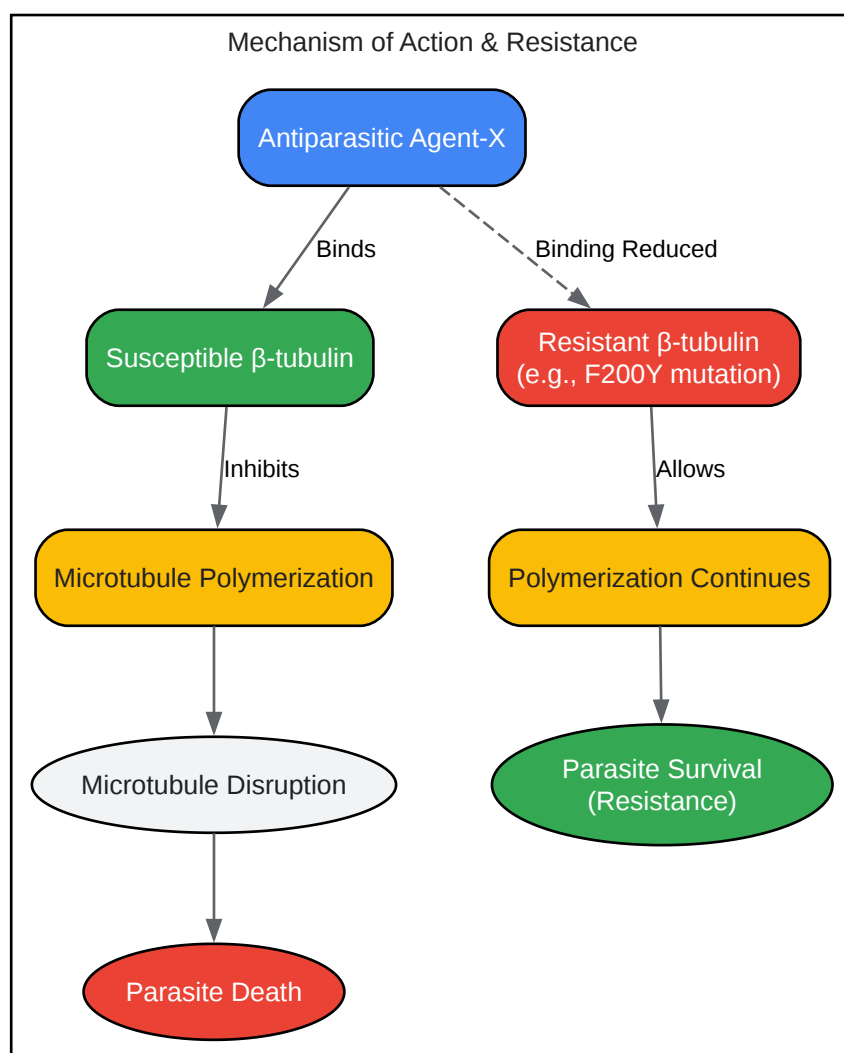 Mechanism of Action & Resistance
Antiparasitic Agent-X
Binds
Binding Reduced
Susceptible β-tubulin
Resistant β-tubulin
(e.g., F200Y mutation)
Inhibits
Allows
Microtubule Polymerization
Polymerization Continues
Microtubule Disruption
Parasite Survival
(Resistance)
Parasite Death